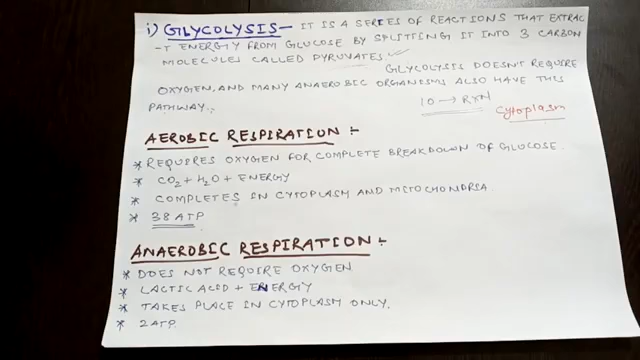 i) GLYCOLYSIS - IT IS A SERIES OF REACTIONS THAT EXTRAC
-T ENERGY FROM GLUCOSE BY SPLITING IT INTO 3 CARBON
MOLECULES CALLED PYRUVATES.
GLYCOLYSIS DOESN'T REQUIRE
OXYGEN, AND MANY ANAEROBIC ORGANISMS ALSO HAVE THIS
PATHWAY.
10 → RXN
Cytoplasm
AEROBIC RESPIRATION :-
* REQUIRES OXYGEN FOR COMPLETE BREAKDOWN OF GLUCOSE.
* CO2 + H2O + ENERGY
* COMPLETES IN CYTOPLASM AND MITOCHONDRIA.
* 38 ATP
ANAEROBIC RESPIRATION :-
* DOES NOT REQUIRE OXYGEN
* LACTIC ACID + ENERGY
* TAKES PLACE IN CYTOPLASM ONLY.
* 2 ATP